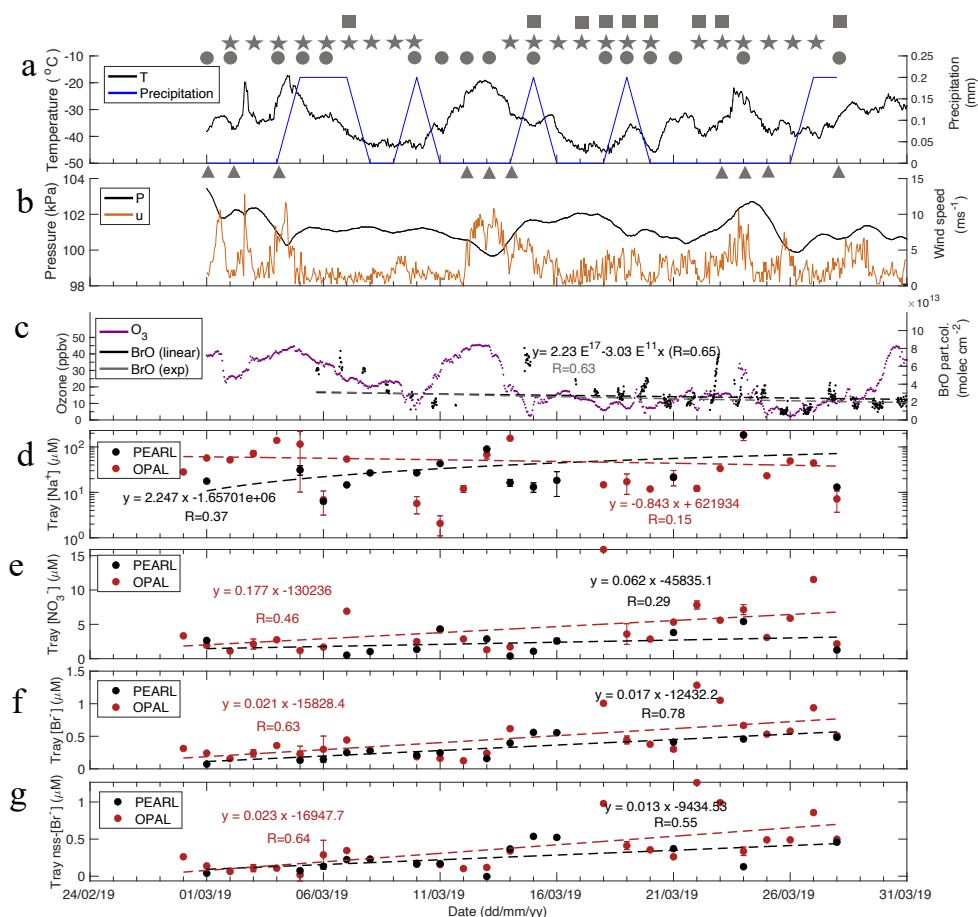 a
Temperature ( °C)
-10
-20
-30
-40
-50
T
Precipitation
0.25
0.2
0.15
0.1
0.05
0
Precipitation (mm)
b
Pressure (kPa)
104
102
100
98
P
u
15
10
5
0
Wind speed (ms⁻¹)
c
Ozone (ppbv)
50
40
30
20
10
0
O₃
BrO (linear)
BrO (exp)
y= 2.23 E¹⁷-3.03 E¹¹x (R=0.65)
R=0.63
×10¹³
10
8
6
4
2
0
BrO part.col. (molec cm⁻²)
d
Tray [Na⁺] (μM)
10²
10¹
10⁰
PEARL
OPAL
y = 2.247 x -1.65701e+06
R=0.37
y = -0.843 x + 621934
R=0.15
e
Tray [NO₃⁻] (μM)
15
10
5
0
PEARL
OPAL
y = 0.177 x -130236
R=0.46
y = 0.062 x -45835.1
R=0.29
f
Tray [Br⁻] (μM)
1.5
1
0.5
0
PEARL
OPAL
y = 0.021 x -15828.4
R=0.63
y = 0.017 x -12432.2
R=0.78
g
Tray nss-[Br⁻] (μM)
1
0.5
0
PEARL
OPAL
y = 0.023 x -16947.7
R=0.64
y = 0.013 x -9434.53
R=0.55
24/02/19 01/03/19 06/03/19 11/03/19 16/03/19 21/03/19 26/03/19 31/03/19
Date (dd/mm/yy)